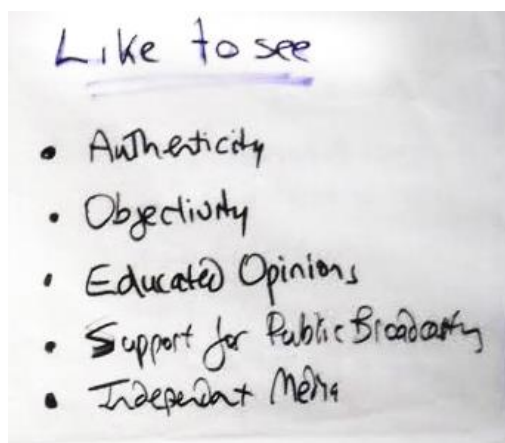 Like to see
• Authenticity
• Objectivity
• Educated Opinions
• Support for Public Broadcasting
• Independent Media